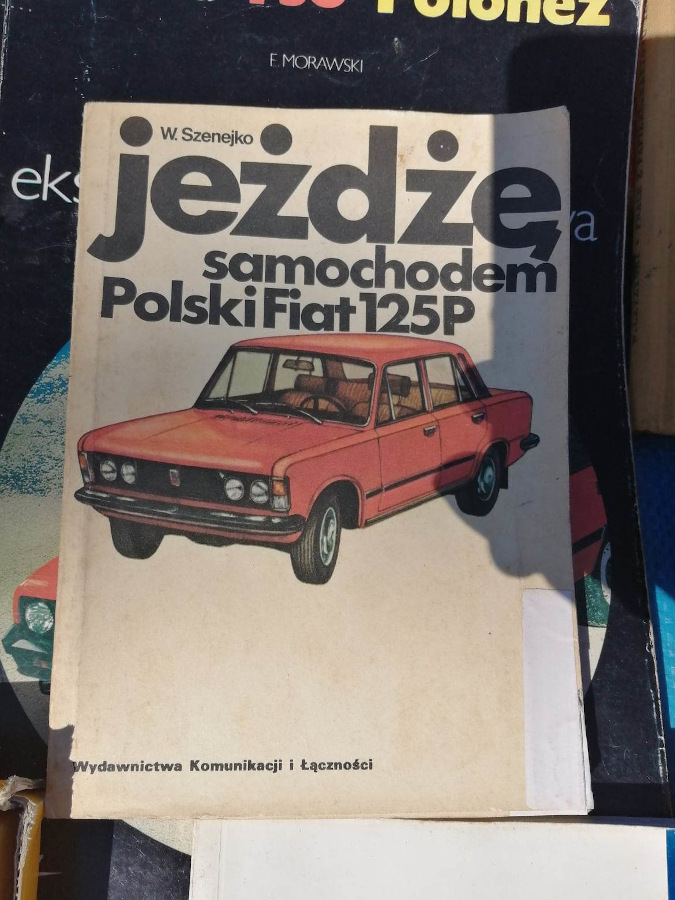 Polonez
F. MORAWSKI
W. Szenejko
jeżdżę
samochodem
Polski Fiat 125P
Wydawnictwa Komunikacji i Łączności